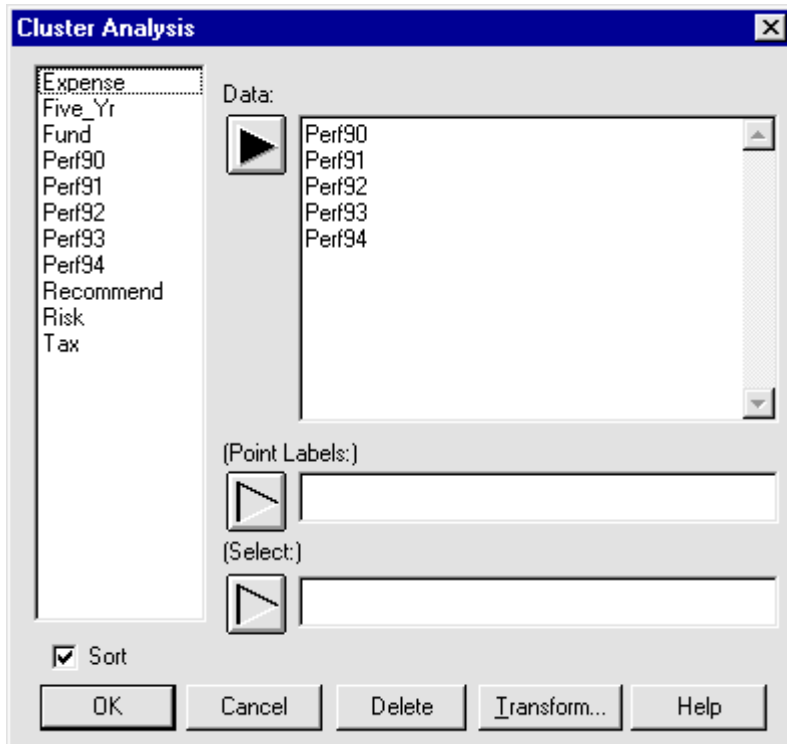 Cluster Analysis
Expense
Five_Yr
Fund
Perf90
Perf91
Perf92
Perf93
Perf94
Recommend
Risk
Tax
Data:
Perf90
Perf91
Perf92
Perf93
Perf94
(Point Labels:)
(Select:)
Sort
OK
Cancel
Delete
Transform...
Help